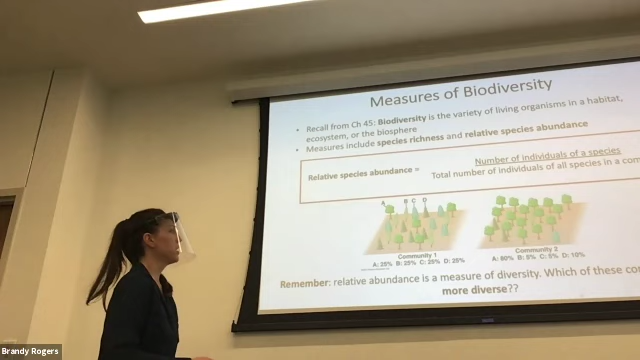 Measures of Biodiversity
• Recall from Ch 45: Biodiversity is the variety of living organisms in a habitat,
ecosystem, or the biosphere
• Measures include species richness and relative species abundance
Relative species abundance =
Number of individuals of a species
Total number of individuals of all species in a com
A B C D
Community 1
A: 25% B: 25% C: 25% D: 25%
Community 2
A: 80% B: 5% C: 5% D: 10%
Remember: relative abundance is a measure of diversity. Which of these co
more diverse??
Brandy Rogers